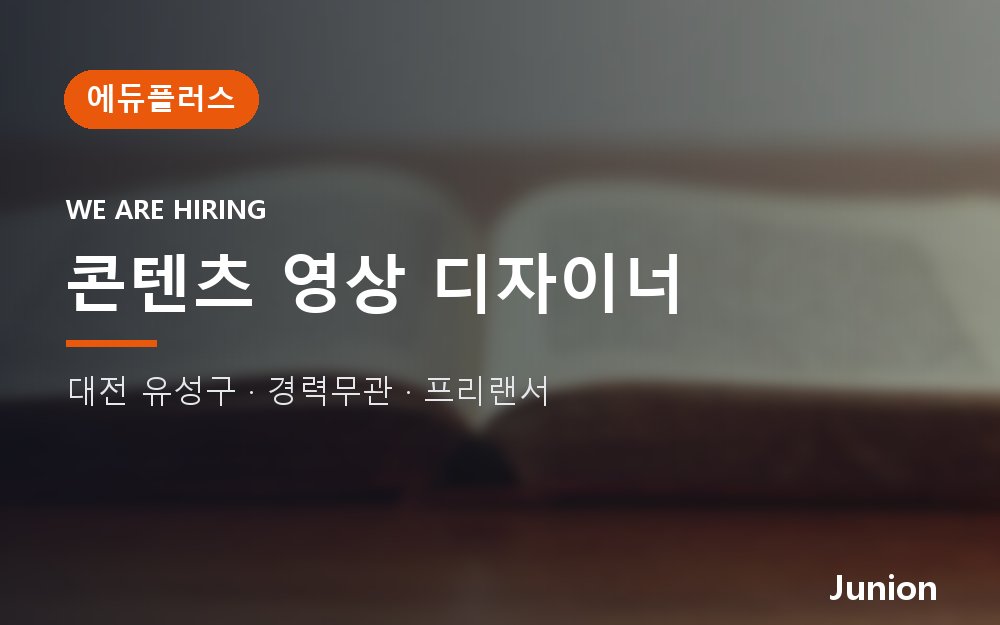 에듀플러스
WE ARE HIRING
콘텐츠 영상 디자이너
대전 유성구 · 경력무관 · 프리랜서
Junion